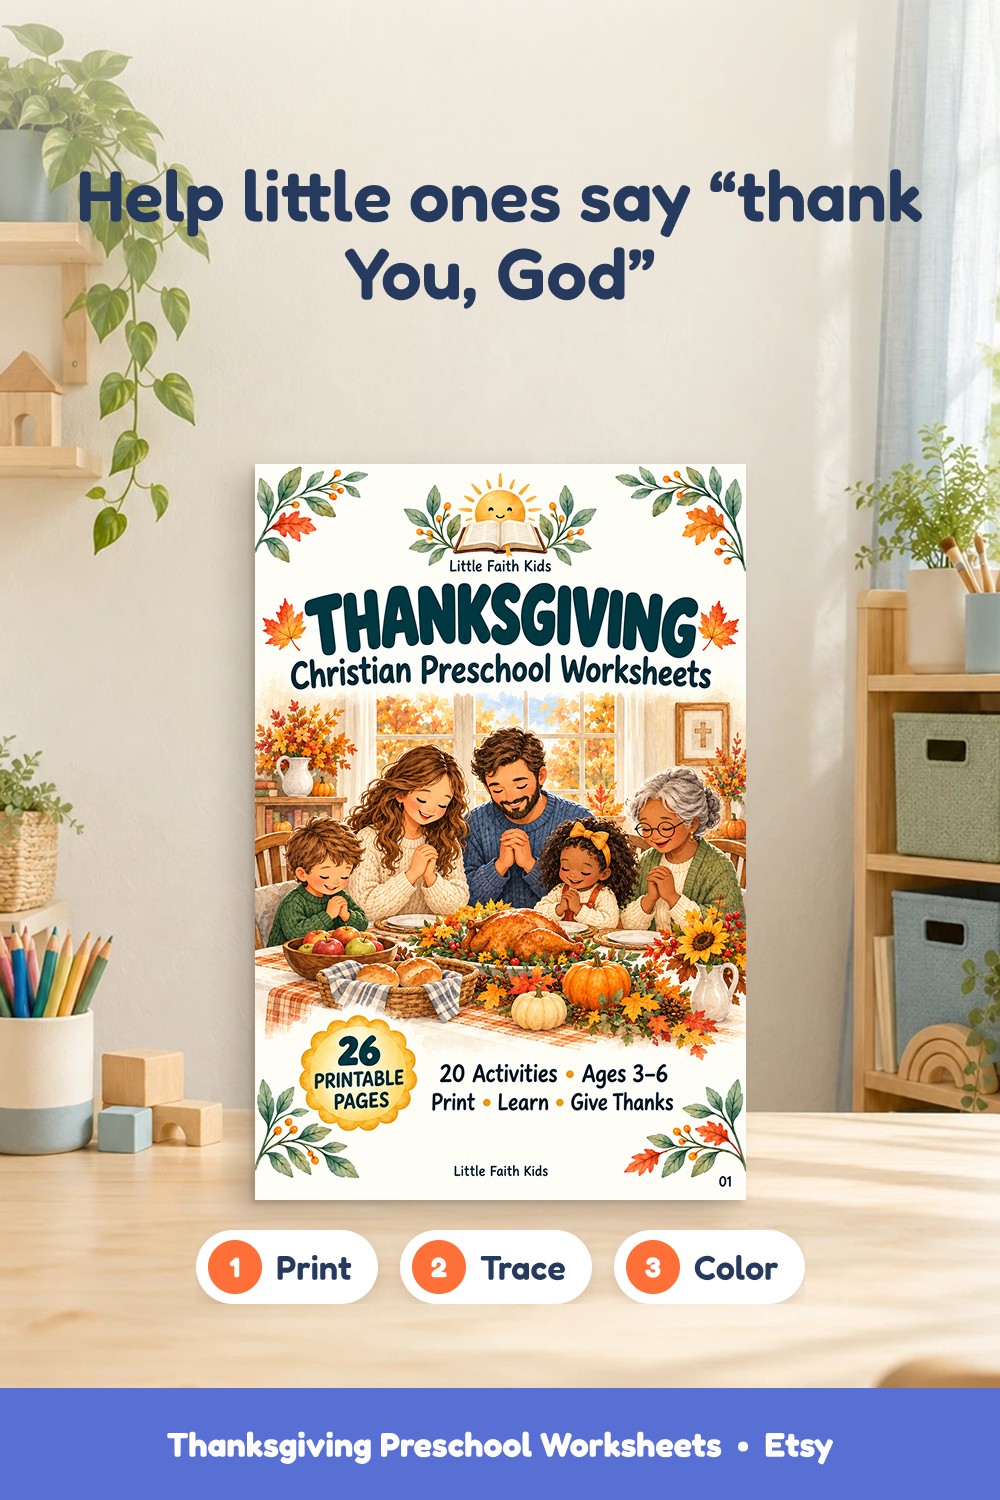 Help little ones say “thank
You, God”
Little Faith Kids
THANKSGIVING
Christian Preschool Worksheets
26
PRINTABLE
PAGES
20 Activities • Ages 3–6
Print • Learn • Give Thanks
Little Faith Kids
01
1 Print
2 Trace
3 Color
Thanksgiving Preschool Worksheets • Etsy